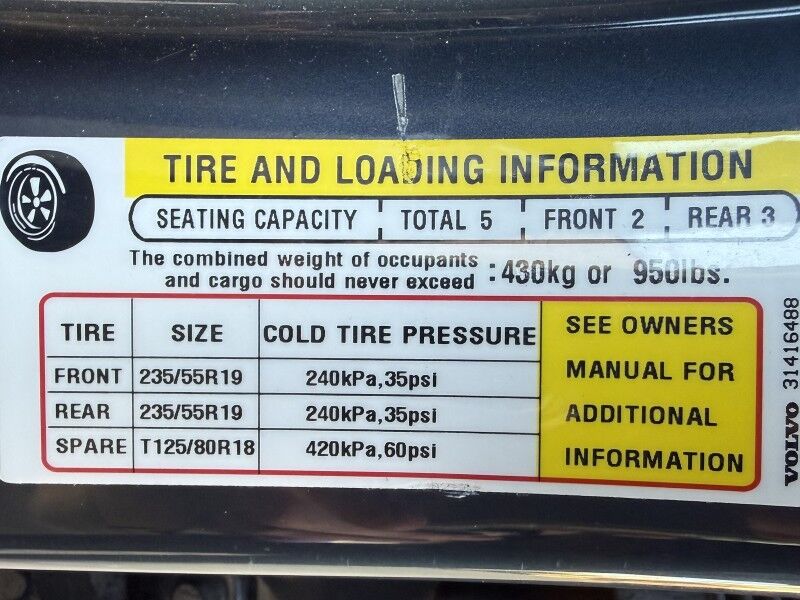 TIRE AND LOADING INFORMATION
SEATING CAPACITY TOTAL 5 FRONT 2 REAR 3
The combined weight of occupants
and cargo should never exceed : 430kg or 950lbs.
TIRE SIZE COLD TIRE PRESSURE
FRONT 235/55R19 240kPa,35psi
REAR 235/55R19 240kPa,35psi
SPARE T125/80R18 420kPa,60psi
SEE OWNERS
MANUAL FOR
ADDITIONAL
INFORMATION
VOLVO 31416488